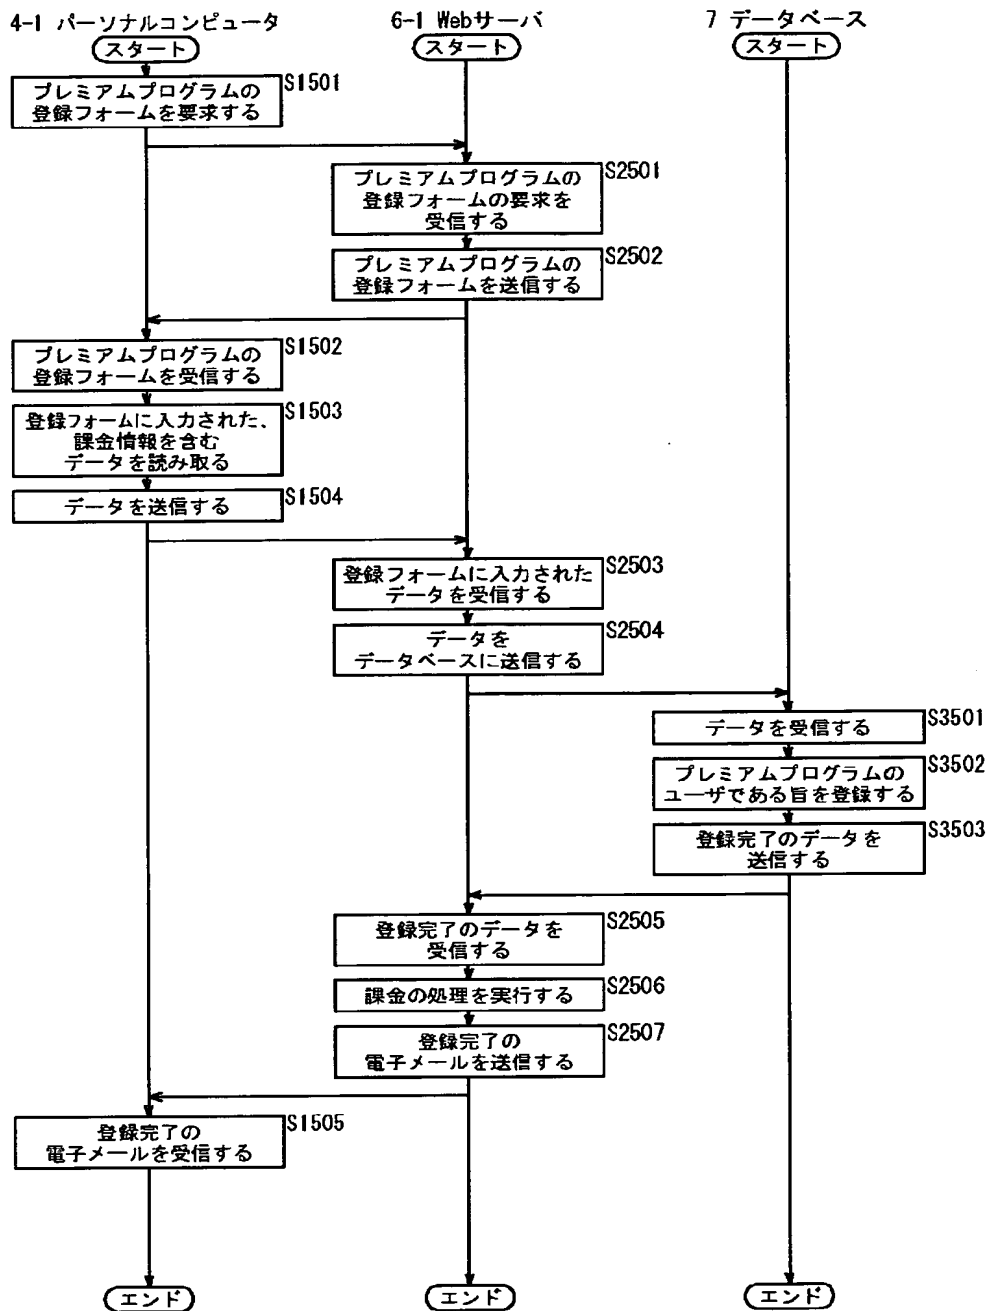 4-1 パーソナルコンピュータ
6-1 Webサーバ
7 データベース
スタート
スタート
スタート
S1501
プレミアムプログラムの
登録フォームを要求する
S2501
プレミアムプログラムの
登録フォームの要求を
受信する
S2502
プレミアムプログラムの
登録フォームを送信する
S1502
プレミアムプログラムの
登録フォームを受信する
S1503
登録フォームに入力された、
課金情報を含む
データを読み取る
S1504
データを送信する
S2503
登録フォームに入力された
データを受信する
S2504
データを
データベースに送信する
S3501
データを受信する
S3502
プレミアムプログラムの
ユーザである旨を登録する
S3503
登録完了のデータを
送信する
S2505
登録完了のデータを
受信する
S2506
課金の処理を実行する
S2507
登録完了の
電子メールを送信する
S1505
登録完了の
電子メールを受信する
エンド
エンド
エンド